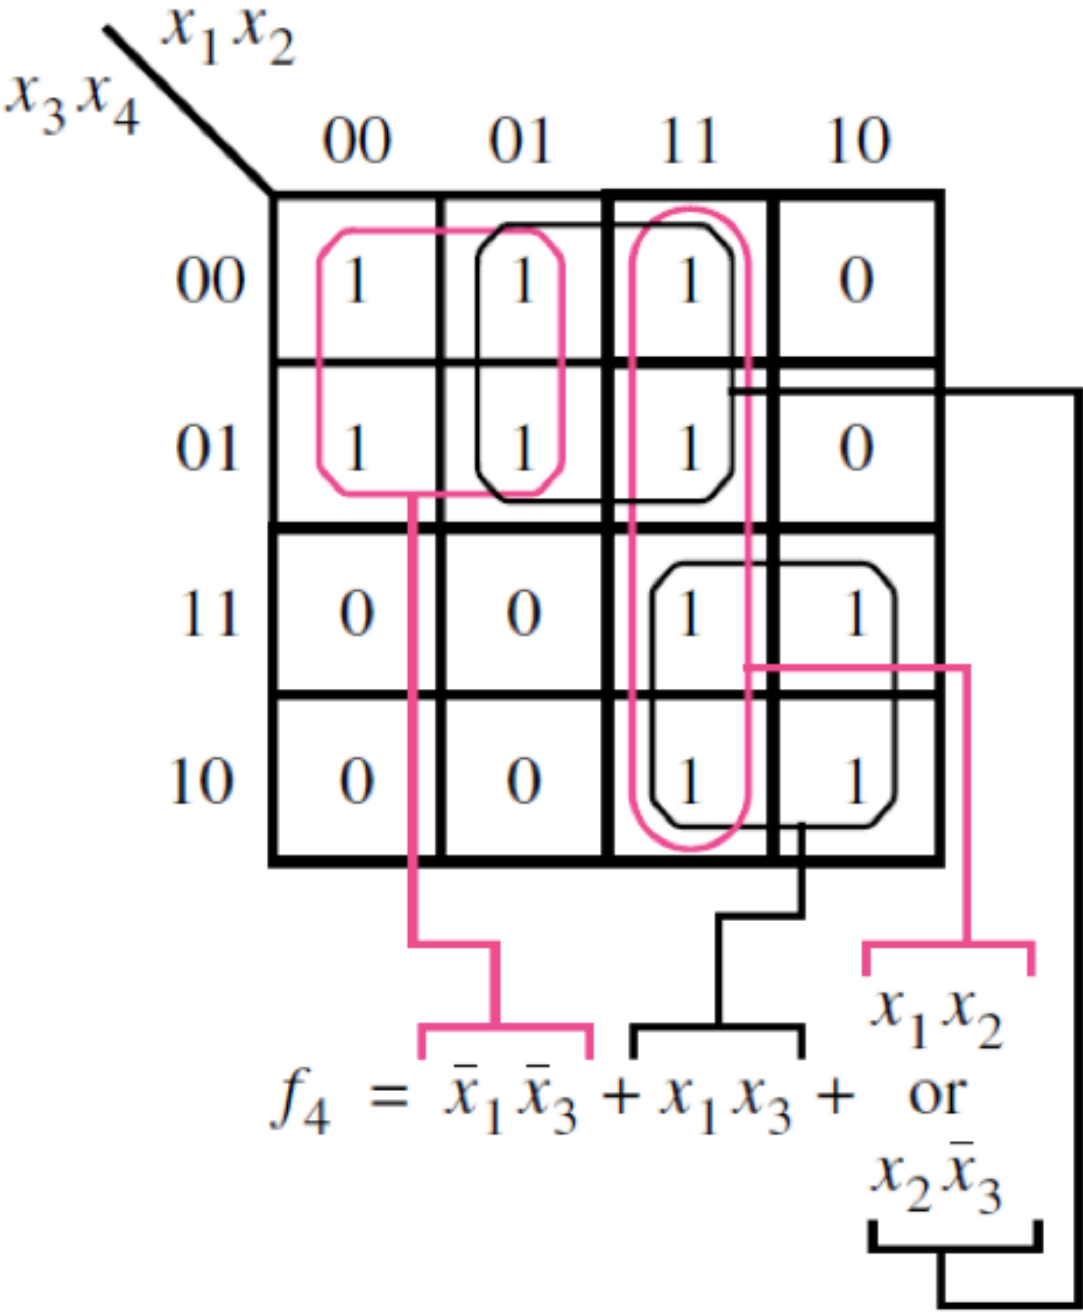 x₁x₂
x₃x₄
00 01 11 10
00 1 1 1 0
01 1 1 1 0
11 0 0 1 1
10 0 0 1 1
x₁x₂
f₄ = x̄₁x̄₃ + x₁x₃ + or
x₂x̄₃